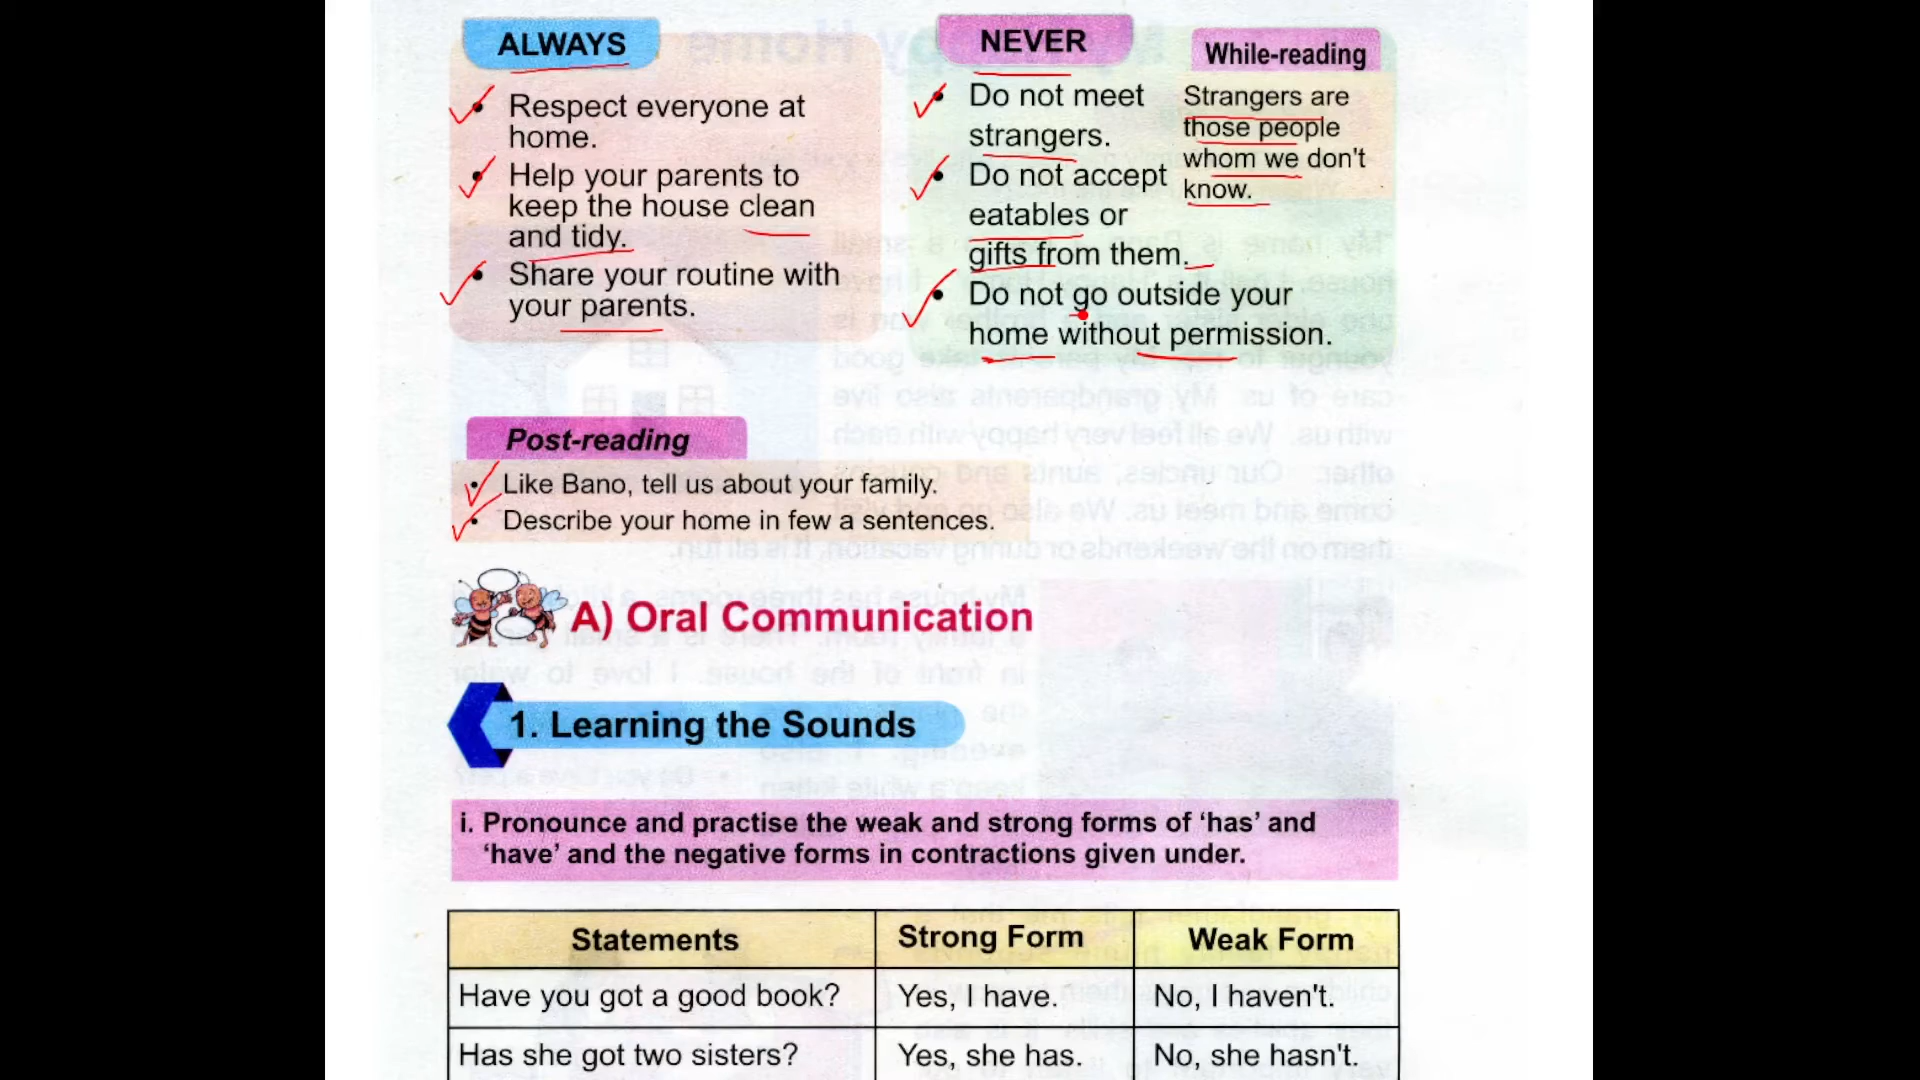 ALWAYS
Respect everyone at
home.
Help your parents to
keep the house clean
and tidy.
Share your routine with
your parents.
NEVER
Do not meet
strangers.
Do not accept
eatables or
gifts from them.
Do not go outside your
home without permission.
While-reading
Strangers are
those people
whom we don't
know.
Post-reading
Like Bano, tell us about your family.
Describe your home in few a sentences.
A) Oral Communication
1. Learning the Sounds
i. Pronounce and practise the weak and strong forms of ‘has’ and
‘have’ and the negative forms in contractions given under.
Statements Strong Form Weak Form
Have you got a good book? Yes, I have. No, I haven't.
Has she got two sisters? Yes, she has. No, she hasn't.